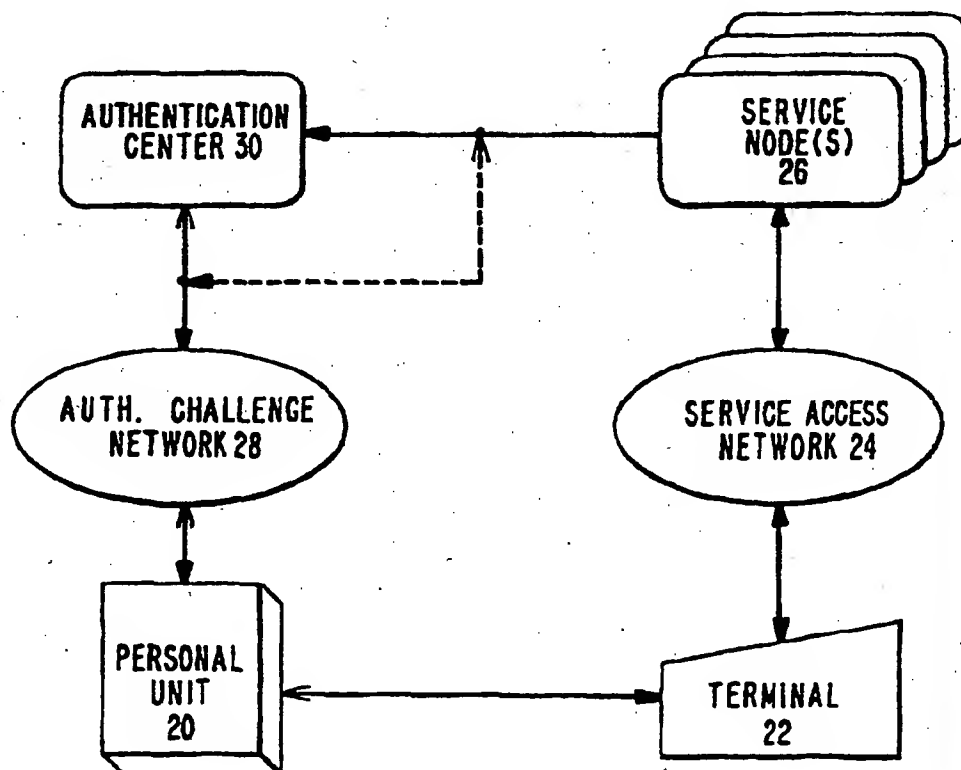 AUTHENTICATION
CENTER 30
SERVICE
NODE(S)
26
AUTH. CHALLENGE
NETWORK 28
SERVICE ACCESS
NETWORK 24
PERSONAL
UNIT
20
TERMINAL
22